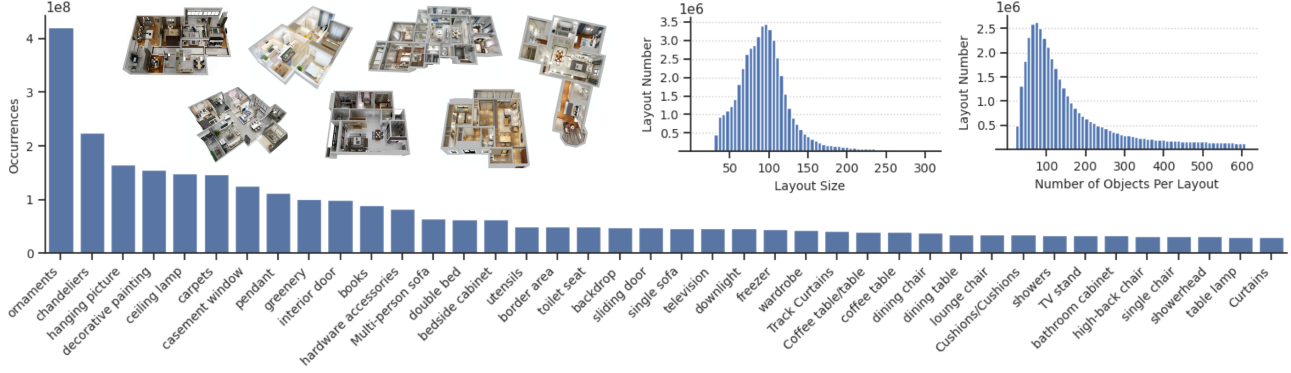 1e8
4
3
2
1
0
Occurrences
ornaments
chandeliers
hanging picture
decorative painting
ceiling lamp
carpets
casement window
pendant
greenery
interior door
books
hardware accessories
Multi-person sofa
double bed
bedside cabinet
utensils
border area
toilet seat
backdrop
sliding door
single sofa
television
downlight
freezer
wardrobe
Track Curtains
Coffee table/table
coffee table
dining chair
dining table
lounge chair
Cushions/Cushions
showers
TV stand
bathroom cabinet
high-back chair
single chair
showerhead
table lamp
Curtains
1e6
3.5
3.0
2.5
2.0
1.5
1.0
0.5
Layout Number
50 100 150 200 250 300
Layout Size
1e6
2.5
2.0
1.5
1.0
0.5
Layout Number
100 200 300 400 500 600
Number of Objects Per Layout